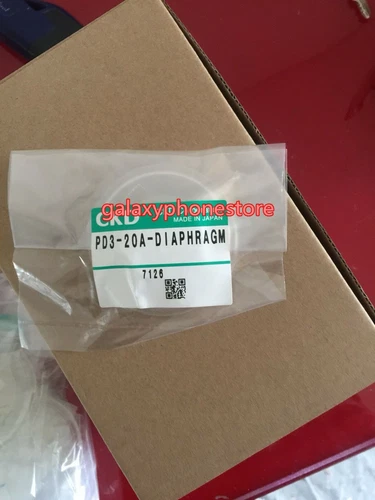 CKD
MADE IN JAPAN
galaxyphonestore
PD3-20A-DIAPHRAGM
7126